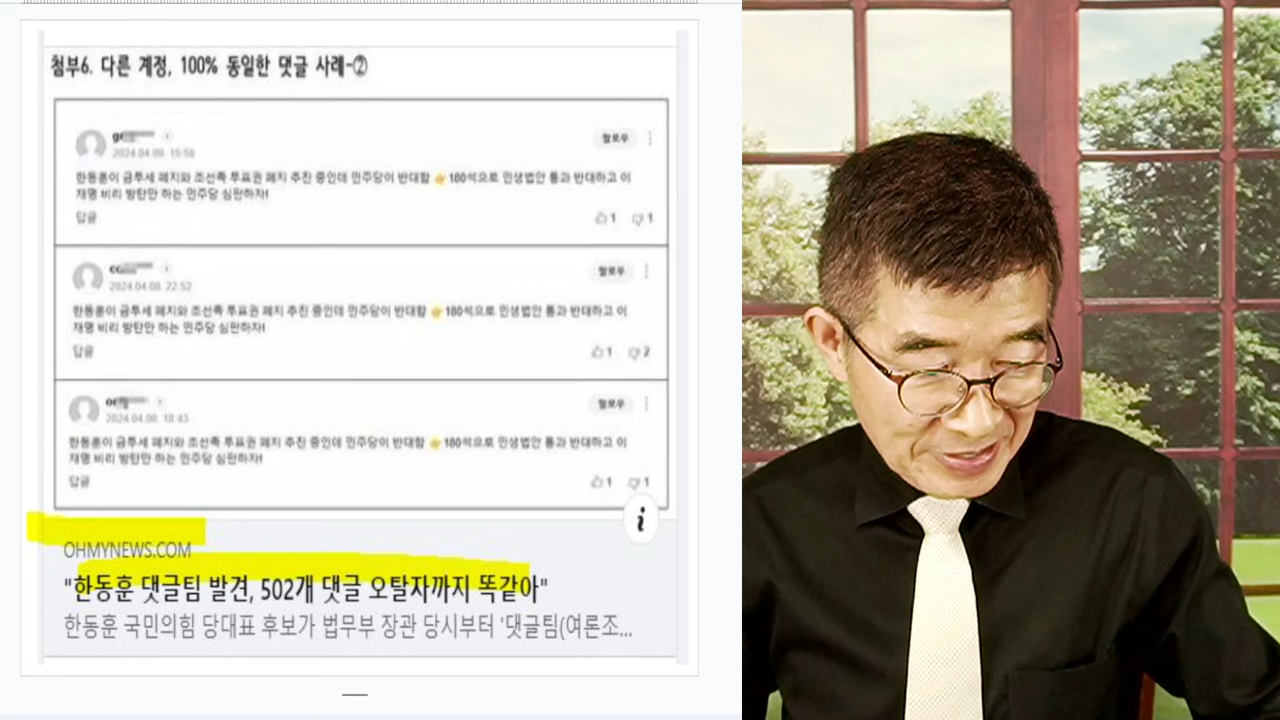 첨부6. 다른 계정, 100% 동일한 댓글 사례-②
팔로우
2024.04.09. 15:58
한동훈이 금투세 폐지와 조선족 투표권 폐지 추진 중인데 민주당이 반대함 👉180석으로 민생법안 통과 반대하고 이
재명 비리 방탄만 하는 민주당 심판하자!
답글
1 1
팔로우
2024.04.08. 22:52
한동훈이 금투세 폐지와 조선족 투표권 폐지 추진 중인데 민주당이 반대함 👉180석으로 민생법안 통과 반대하고 이
재명 비리 방탄만 하는 민주당 심판하자!
답글
1 2
팔로우
2024.04.08. 18:43
한동훈이 금투세 폐지와 조선족 투표권 폐지 추진 중인데 민주당이 반대함 👉180석으로 민생법안 통과 반대하고 이
재명 비리 방탄만 하는 민주당 심판하자!
답글
1 1
i
OHMYNEWS.COM
"한동훈 댓글팀 발견, 502개 댓글 오탈자까지 똑같아"
한동훈 국민의힘 당대표 후보가 법무부 장관 당시부터 '댓글팀(여론조...